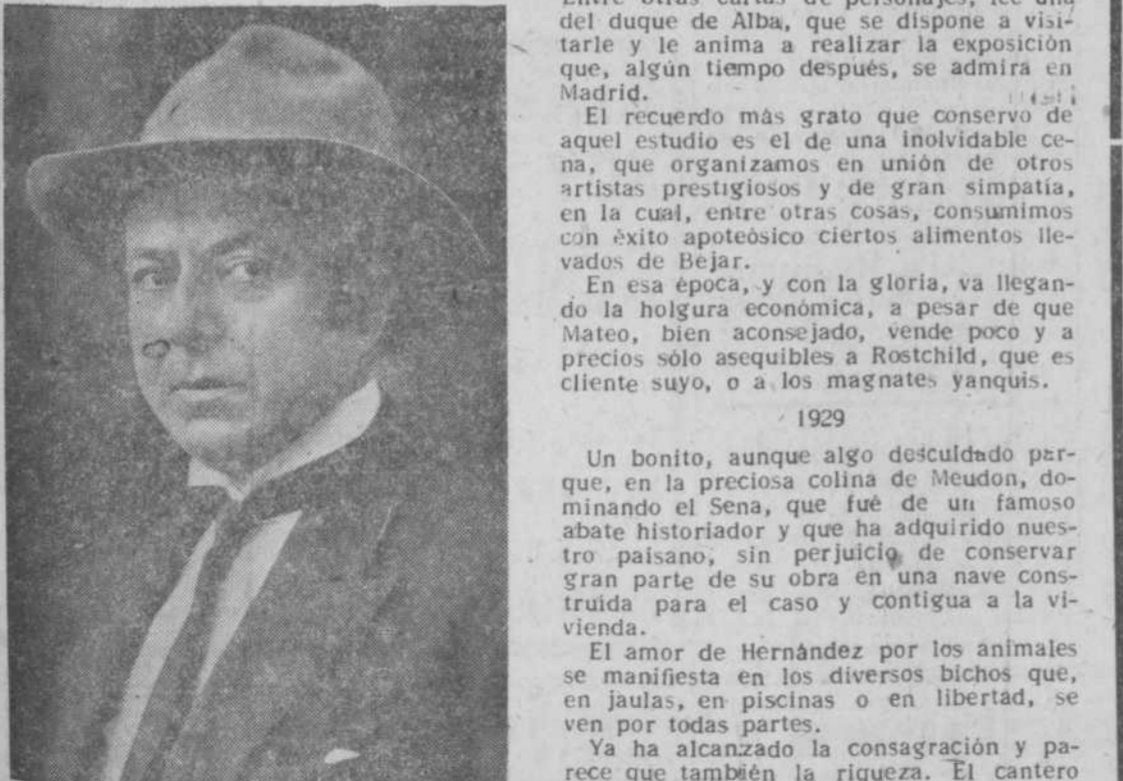 Entre otras cartas de personajes, lee una
del duque de Alba, que se dispone a visi-
tarle y le anima a realizar la exposición
que, algún tiempo después, se admira en
Madrid.
El recuerdo más grato que conservo de
aquel estudio es el de una inolvidable ce-
na, que organizamos en unión de otros
artistas prestigiosos y de gran simpatía,
en la cual, entre otras cosas, consumimos
con éxito apoteósico ciertos alimentos lle-
vados de Béjar.
En esa época, y con la gloria, va llegan-
do la holgura económica, a pesar de que
Mateo, bien aconsejado, vende poco y a
precios sólo asequibles a Rostchild, que es
cliente suyo, o a los magnates yanquis.
1929
Un bonito, aunque algo descuidado par-
que, en la preciosa colina de Meudon, do-
minando el Sena, que fué de un famoso
abate historiador y que ha adquirido nues-
tro paisano, sin perjuicio de conservar
gran parte de su obra en una nave cons-
truida para el caso y contigua a la vi-
vienda.
El amor de Hernández por los animales
se manifiesta en los diversos bichos que,
en jaulas, en piscinas o en libertad, se
ven por todas partes.
Ya ha alcanzado la consagración y pa-
rece que también la riqueza. El cantero